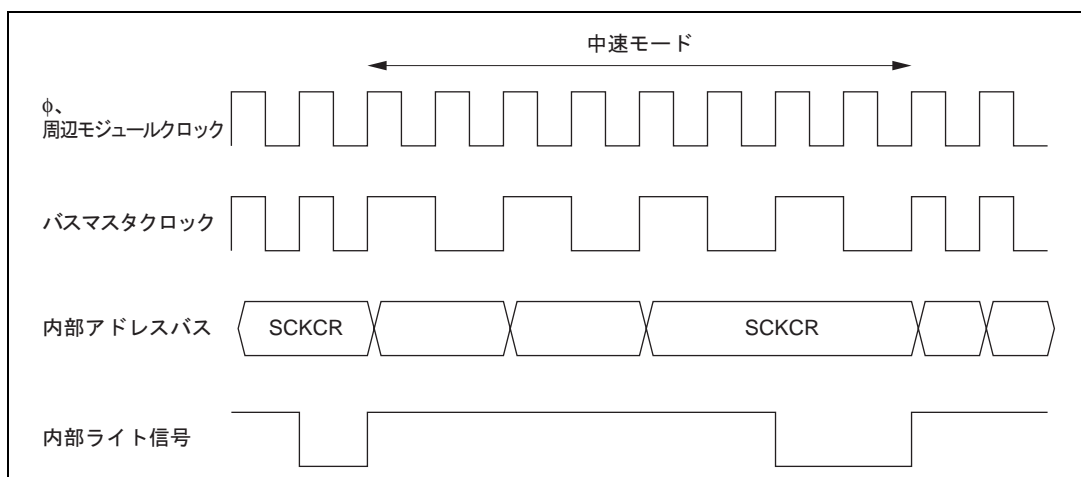 中速モード
φ、
周辺モジュールクロック
バスマスタクロック
内部アドレスバス
SCKCR
SCKCR
内部ライト信号